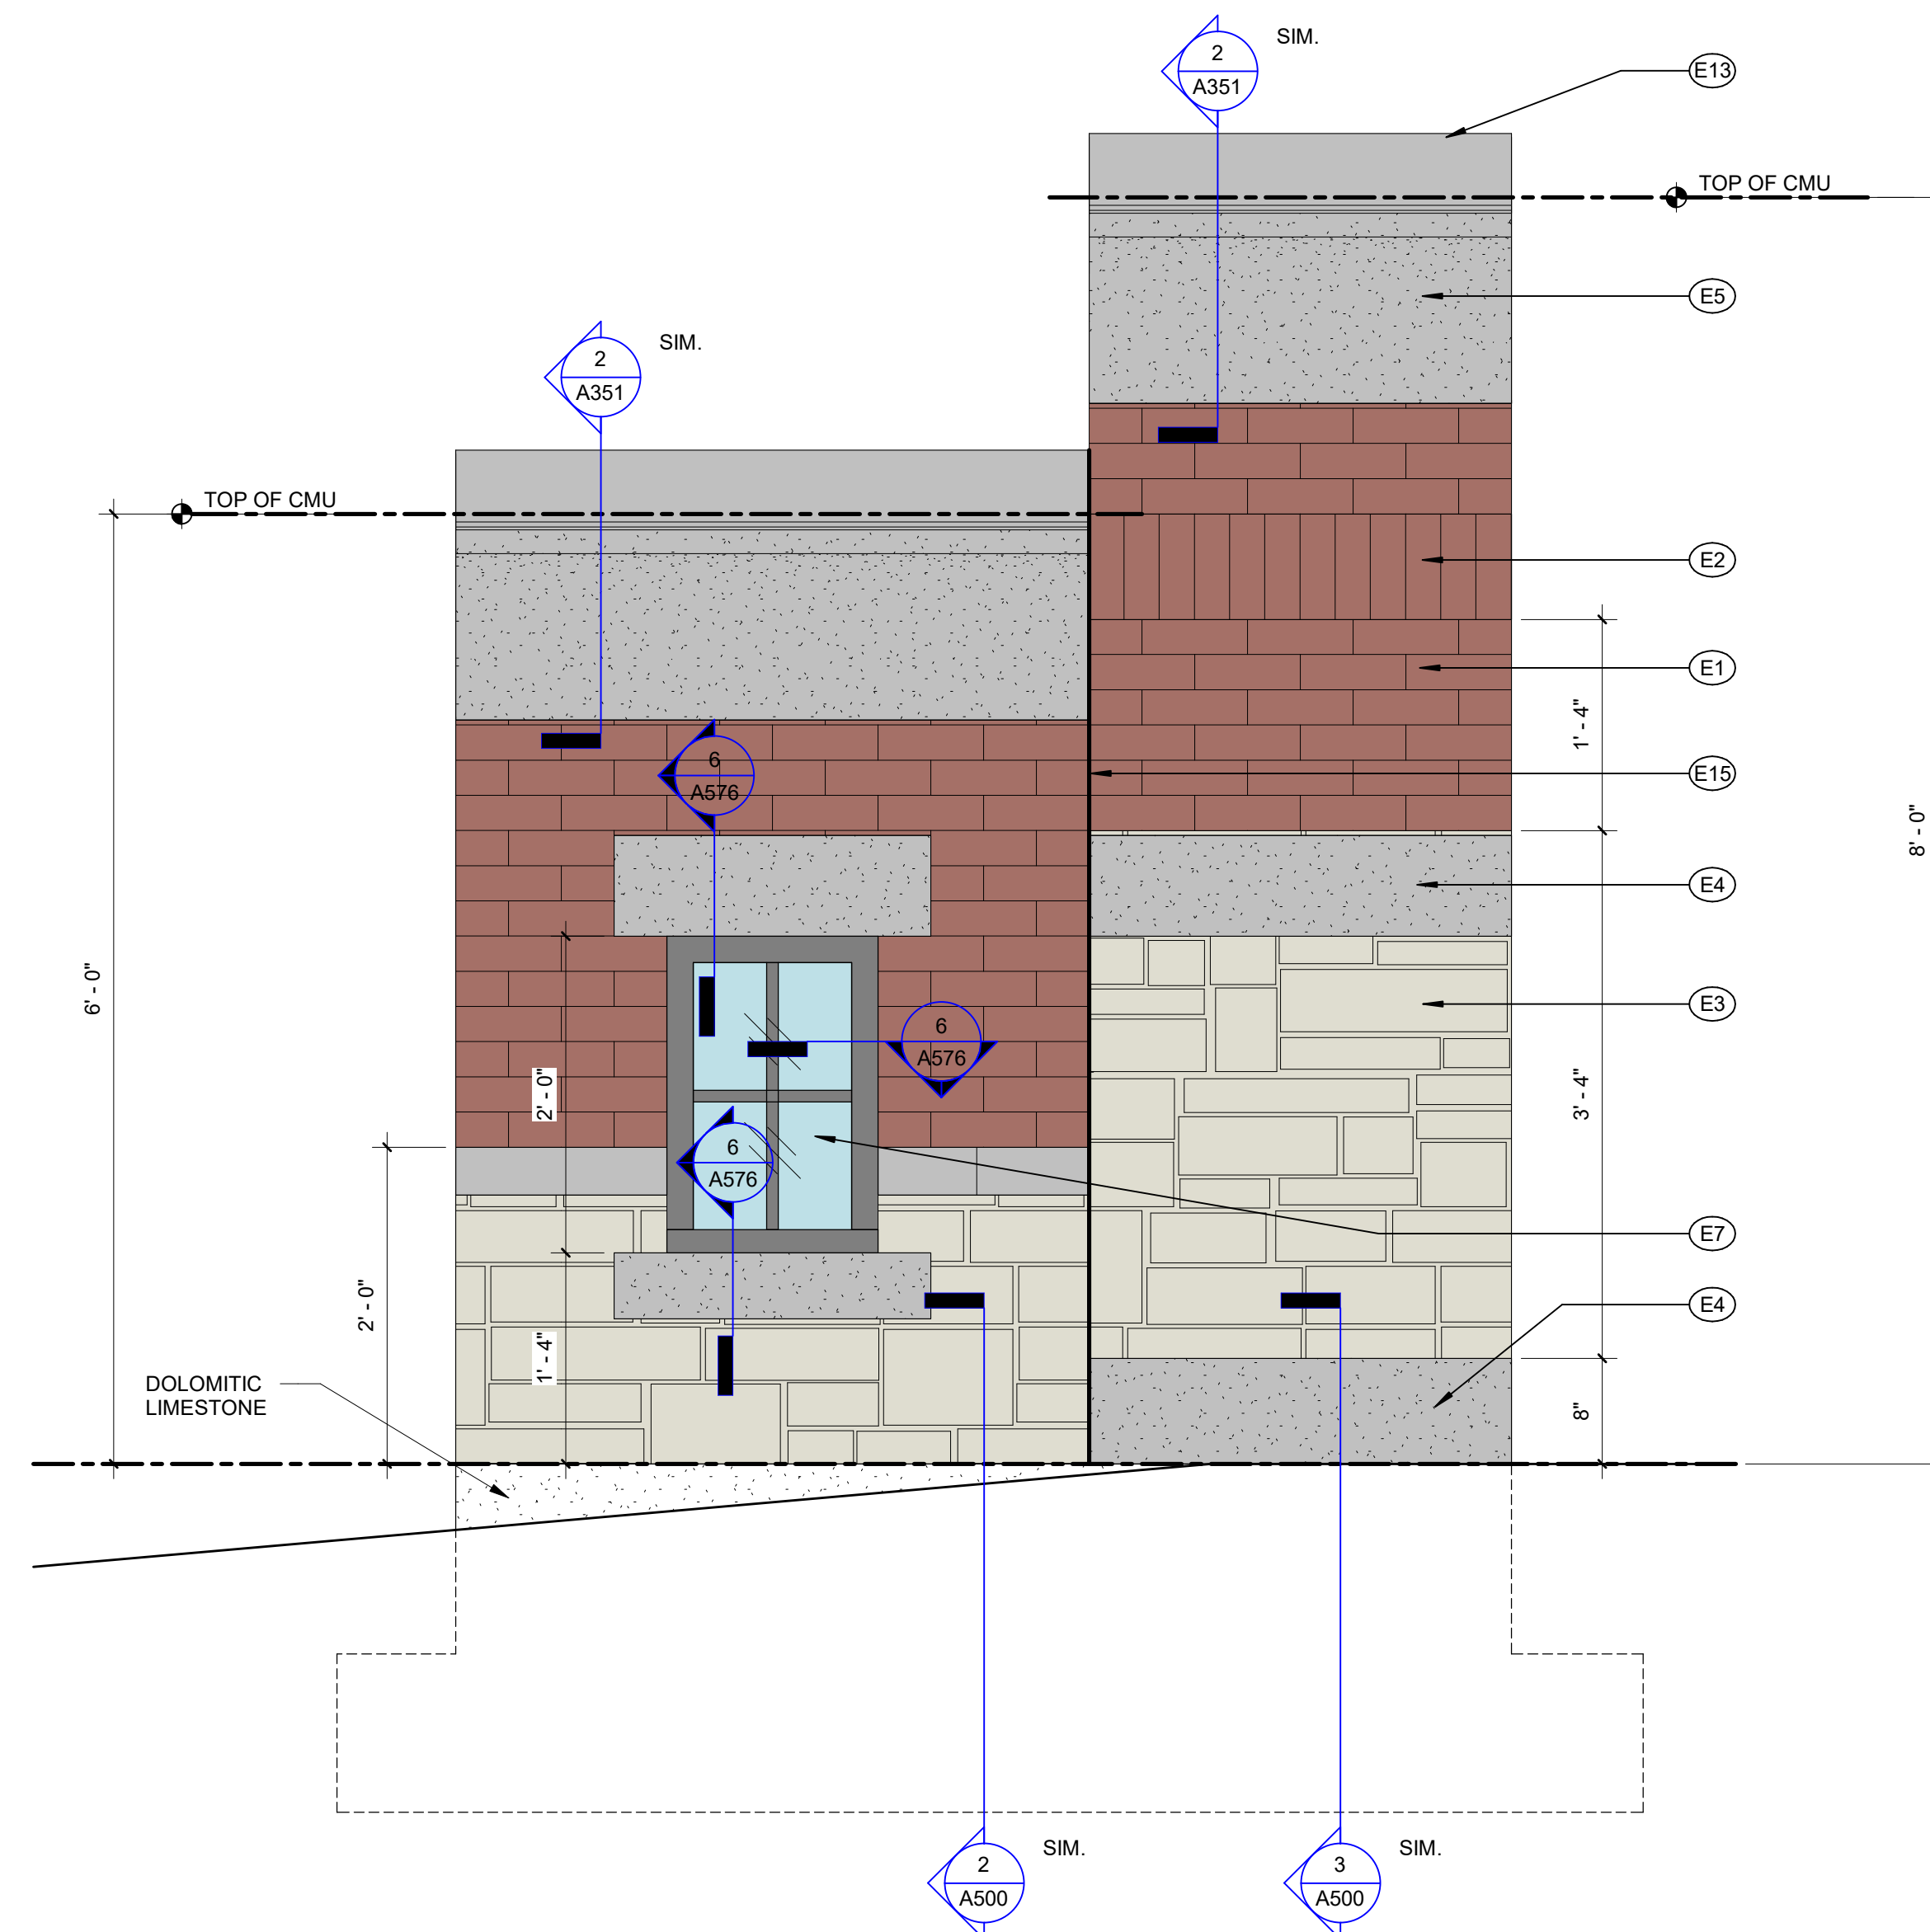 2
A351
SIM.
E13
TOP OF CMU
E5
2
A351
SIM.
TOP OF CMU
E2
E1
1' - 4"
E15
6
A576
8' - 0"
E4
6' - 0"
E3
6
A576
2' - 0"
3' - 4"
6
A576
E7
2' - 0"
E4
1' - 4"
DOLOMITIC
LIMESTONE
8"
SIM.
2
A500
SIM.
3
A500